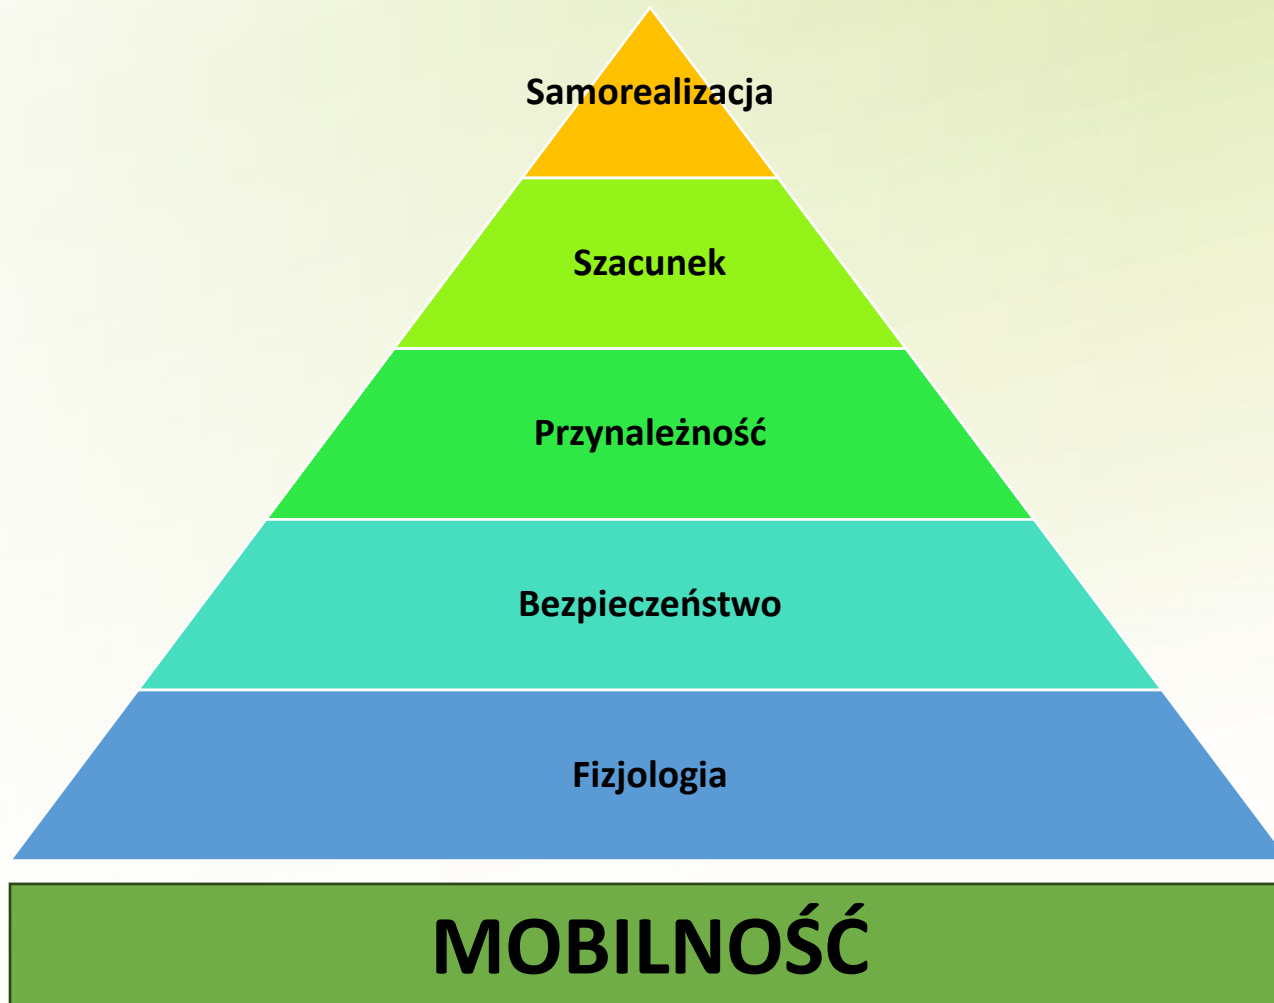 Samorealizacja
Szacunek
Przynależność
Bezpieczeństwo
Fizjologia
MOBILNOŚĆ